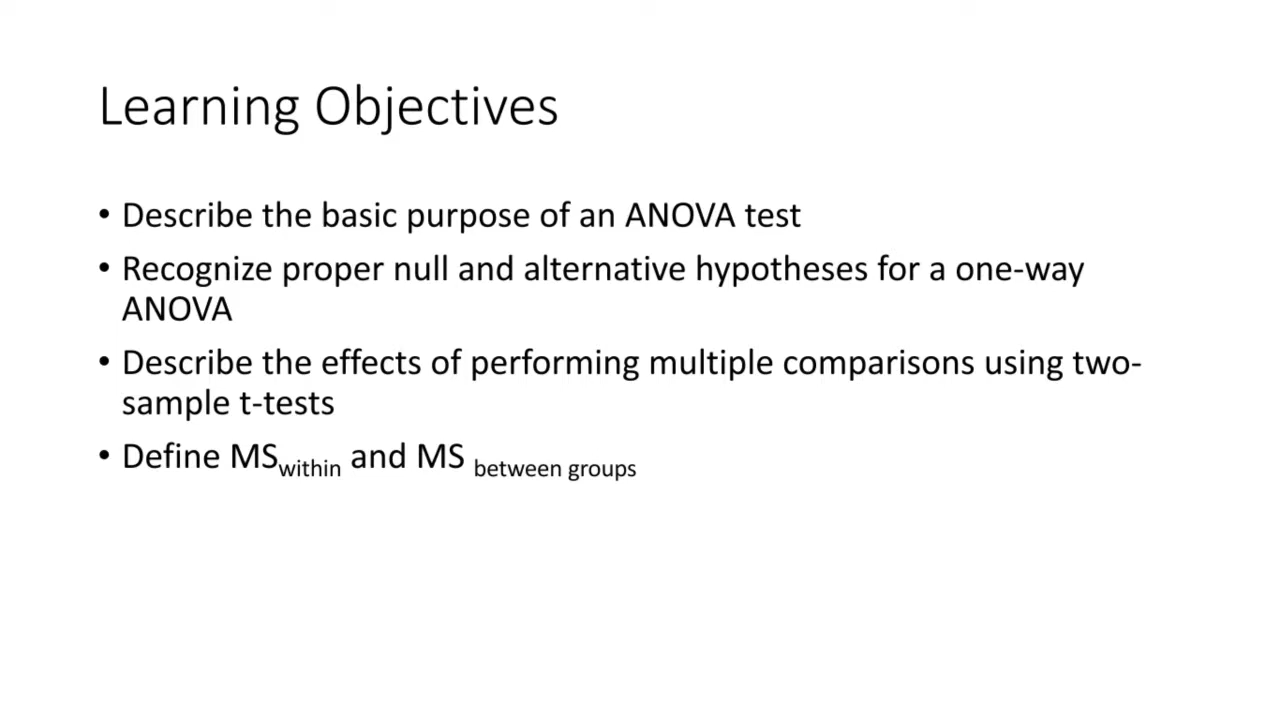 Learning Objectives
• Describe the basic purpose of an ANOVA test
• Recognize proper null and alternative hypotheses for a one-way
ANOVA
• Describe the effects of performing multiple comparisons using two-
sample t-tests
• Define MSwithin and MS between groups